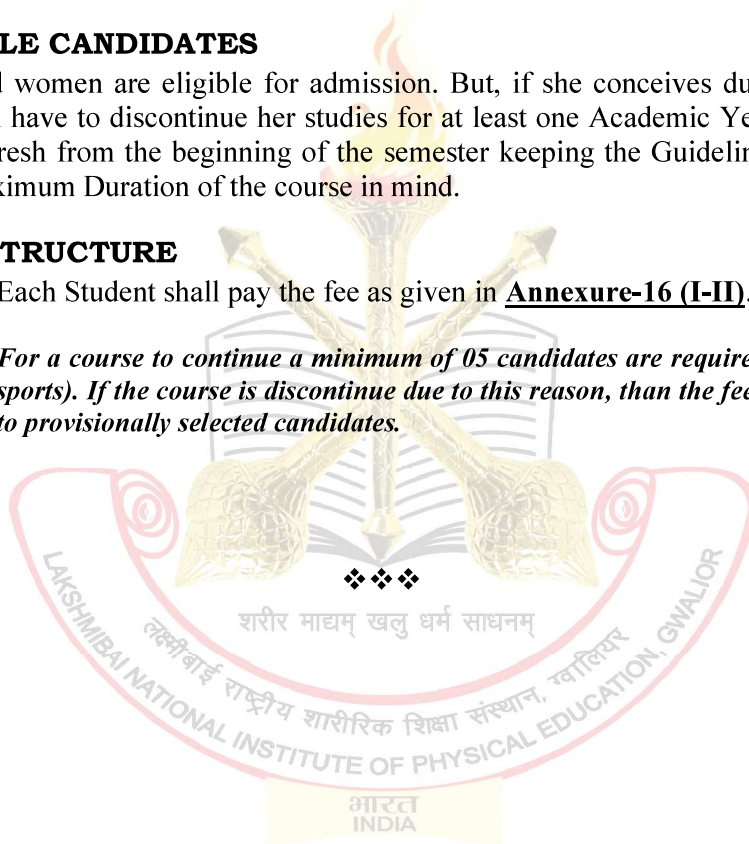 LE CANDIDATES
d women are eligible for admission. But, if she conceives du
have to discontinue her studies for at least one Academic Ye
resh from the beginning of the semester keeping the Guidelin
ximum Duration of the course in mind.
TRUCTURE
Each Student shall pay the fee as given in Annexure-16 (I-II).
For a course to continue a minimum of 05 candidates are require
sports). If the course is discontinue due to this reason, than the fee
to provisionally selected candidates.
शरीर माद्यम् खलु धर्म साधनम्
लक्ष्मीबाई राष्ट्रीय शारीरिक शिक्षा संस्थान, ग्वालियर
LAKSHMIBAI NATIONAL INSTITUTE OF PHYSICAL EDUCATION, GWALIOR
भारत
INDIA